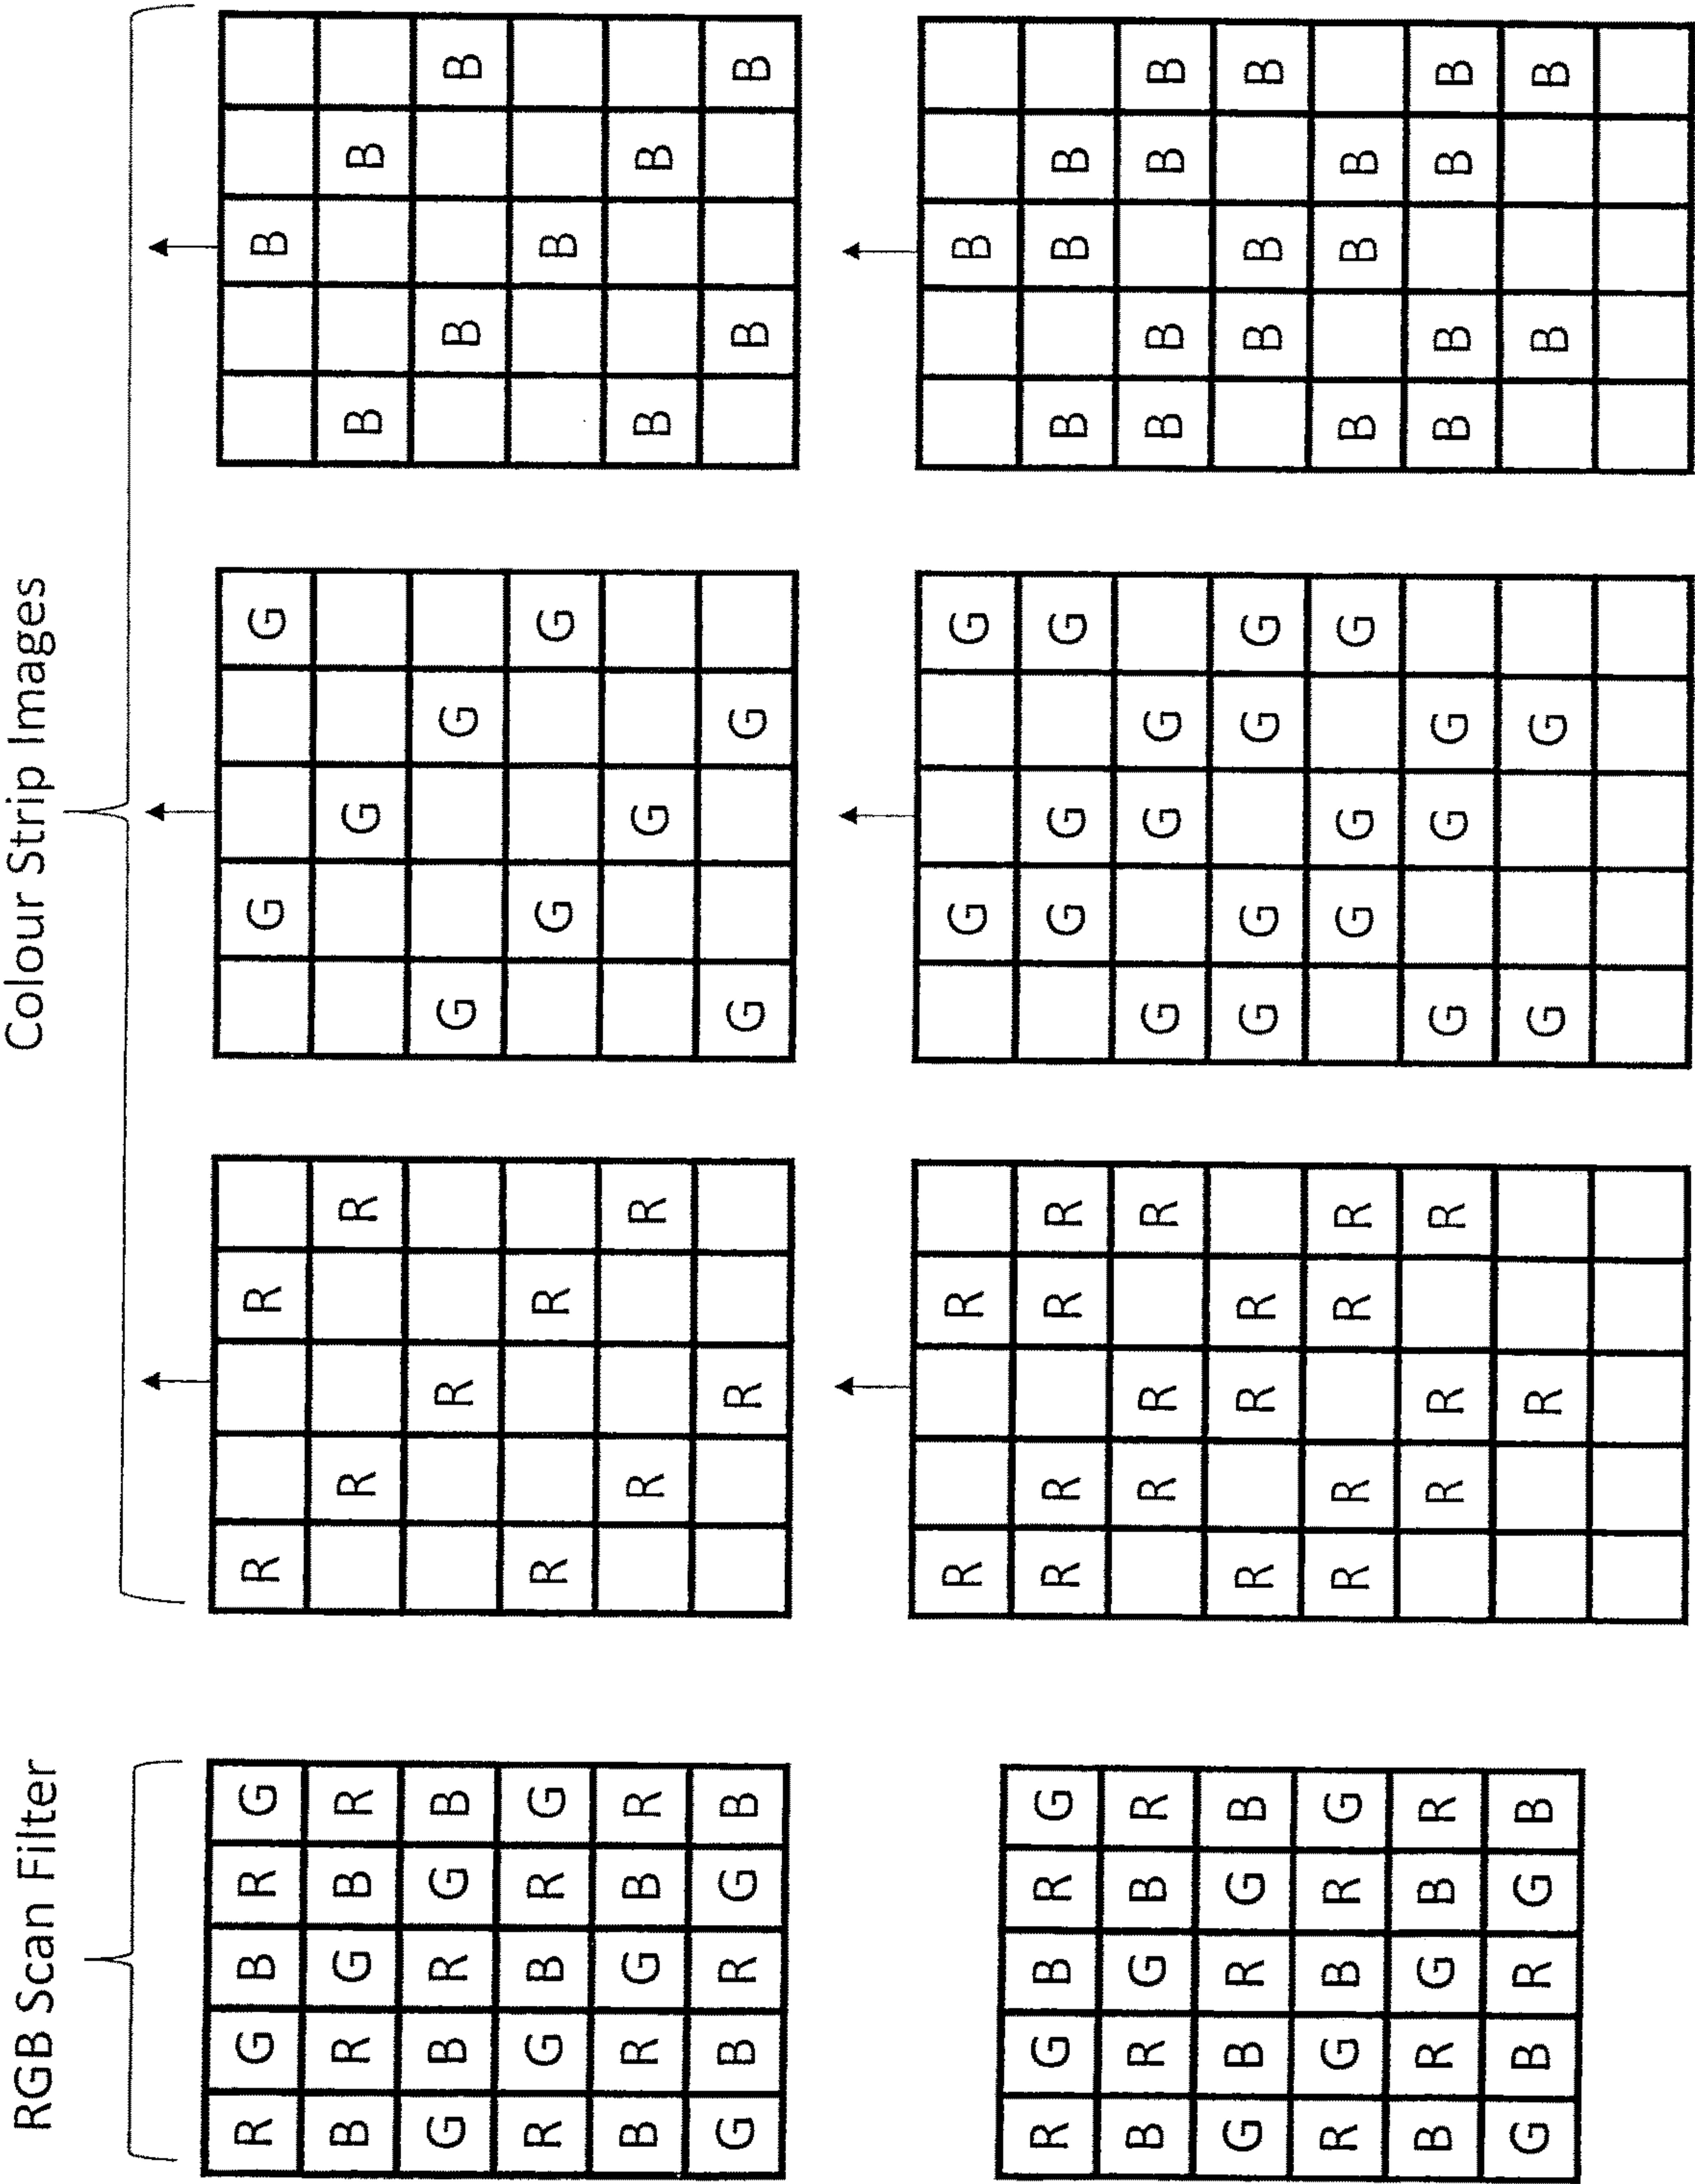 RGB Scan Filter
Colour Strip Images
R G B R G
B R G B R
G B R G B
R G B R G
B R G B R
G B R G B
R R
R R
R
R R
R R
R
G G
G
G G
G G
G
G G
B
B B
B B
B
B B
B B
R G B R G
B R G B R
G B R G B
R G B R G
B R G B R
G B R G B
R R
R R R R
R R R
R R R
R R R R
R R R
R
G G
G G G
G G G
G G G G
G G G
G G G
G G
B
B B B
B B B B
B B B
B B B
B B B B
B B